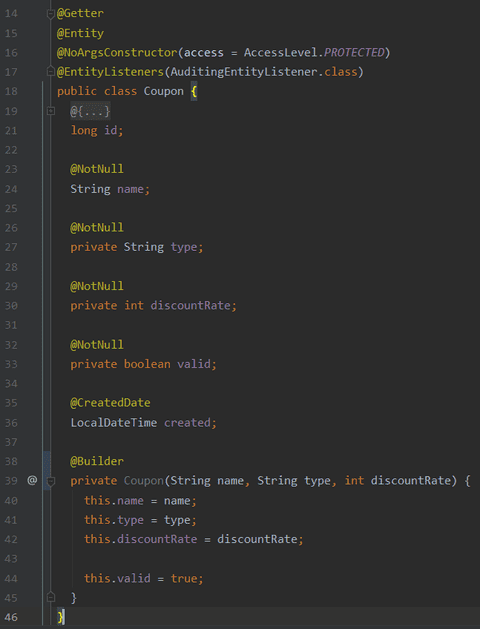 14 @Getter
15 @Entity
16 @NoArgsConstructor(access = AccessLevel.PROTECTED)
17 @EntityListeners(AuditingEntityListener.class)
18 public class Coupon {
19 @{...}
21 long id;
22
23 @NotNull
24 String name;
25
26 @NotNull
27 private String type;
28
29 @NotNull
30 private int discountRate;
31
32 @NotNull
33 private boolean valid;
34
35 @CreatedDate
36 LocalDateTime created;
37
38 @Builder
39 @ private Coupon(String name, String type, int discountRate) {
40 this.name = name;
41 this.type = type;
42 this.discountRate = discountRate;
43
44 this.valid = true;
45 }
46 }